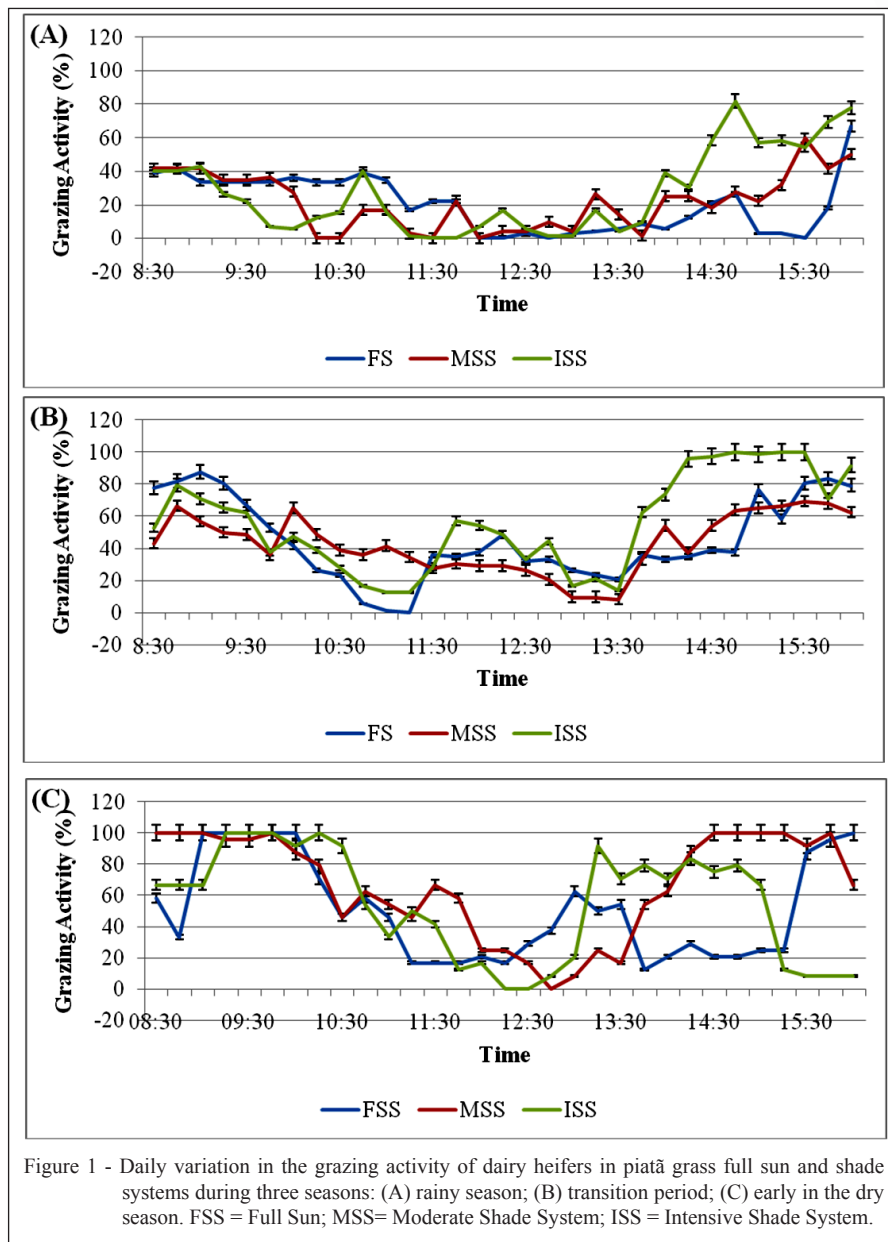 (A)
Grazing Activity (%)
120
100
80
60
40
20
0
-20
8:30 9:30 10:30 11:30 12:30 13:30 14:30 15:30
Time
FS MSS ISS
(B)
Grazing Activity (%)
120
100
80
60
40
20
0
-20
8:30 9:30 10:30 11:30 12:30 13:30 14:30 15:30
Time
FS MSS ISS
(C)
Grazing Activity (%)
120
100
80
60
40
20
0
-20
08:30 09:30 10:30 11:30 12:30 13:30 14:30 15:30
Time
FSS MSS ISS
Figure 1 - Daily variation in the grazing activity of dairy heifers in piatã grass full sun and shade
systems during three seasons: (A) rainy season; (B) transition period; (C) early in the dry
season. FSS = Full Sun; MSS= Moderate Shade System; ISS = Intensive Shade System.